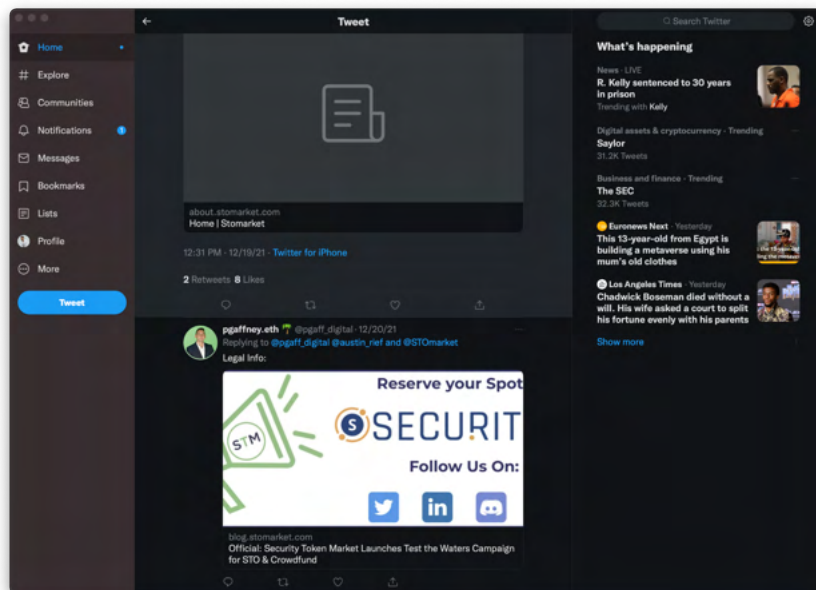 Tweet
Search Twitter
Home
Explore
Communities
Notifications
1
Messages
Bookmarks
Lists
Profile
More
Tweet
about.stomarket.com
Home | Stomarket
12:31 PM · 12/19/21 · Twitter for iPhone
2 Retweets 8 Likes
pgaffney.eth 🌴 @pgaff_digital · 12/20/21
Replying to @pgaff_digital @austin_rief and @STOmarket
Legal Info:
Reserve your Spot
STM
S SECURIT
Follow Us On:
in
blog.stomarket.com
Official: Security Token Market Launches Test the Waters Campaign
for STO & Crowdfund
What's happening
News · LIVE
R. Kelly sentenced to 30 years
in prison
Trending with Kelly
Digital assets & cryptocurrency · Trending
Saylor
31.2K Tweets
Business and finance · Trending
The SEC
32.3K Tweets
Euronews Next · Yesterday
This 13-year-old from Egypt is
building a metaverse using his
mum's old clothes
Los Angeles Times · Yesterday
Chadwick Boseman died without a
will. His wife asked a court to split
his fortune evenly with his parents
Show more